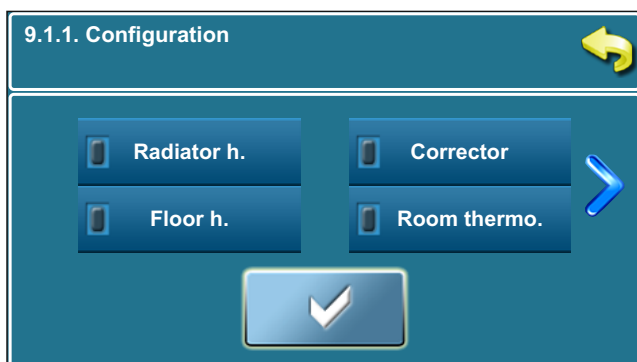 9.1.1. Configuration
Radiator h.
Corrector
Floor h.
Room thermo.